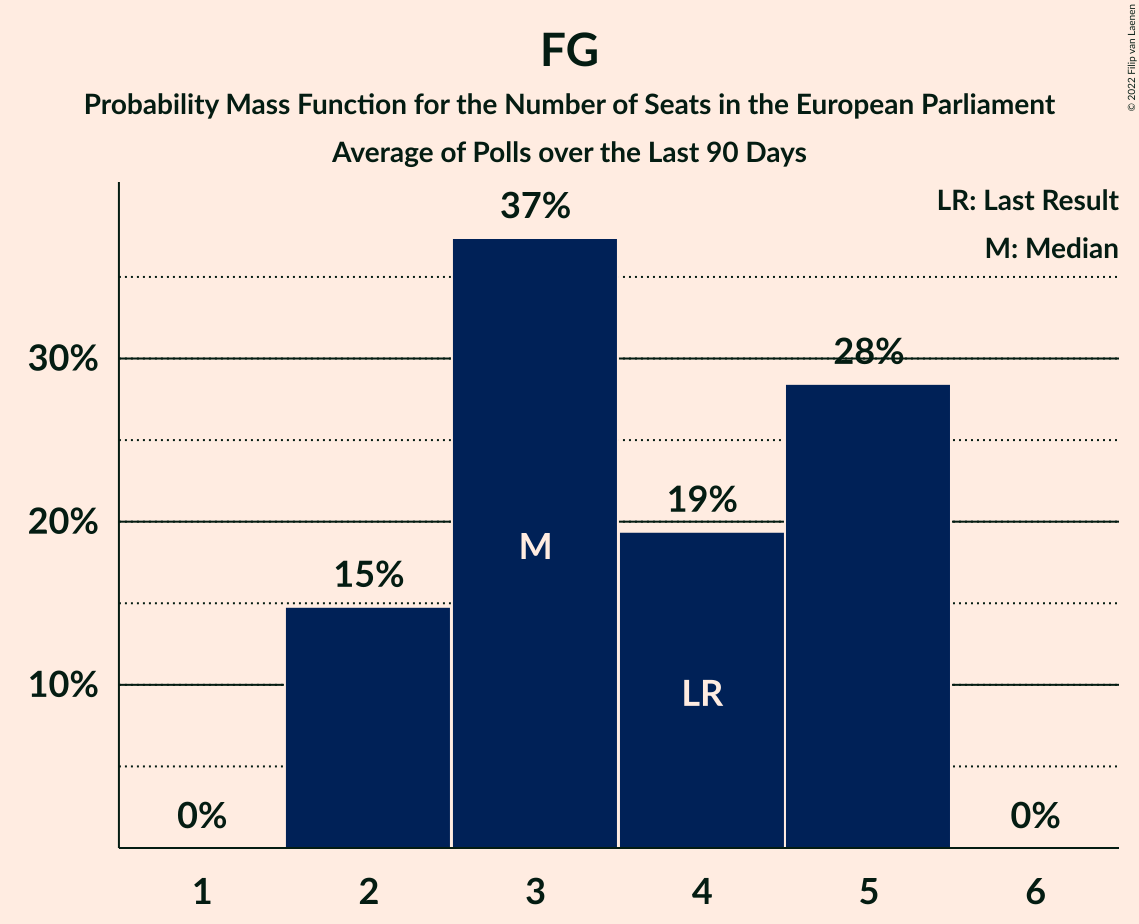 FG
Probability Mass Function for the Number of Seats in the European Parliament
Average of Polls over the Last 90 Days
© 2022 Filip van Laenen
LR: Last Result
M: Median
37%
30%
28%
20%
19%
M
15%
10%
LR
0%
0%
1 2 3 4 5 6